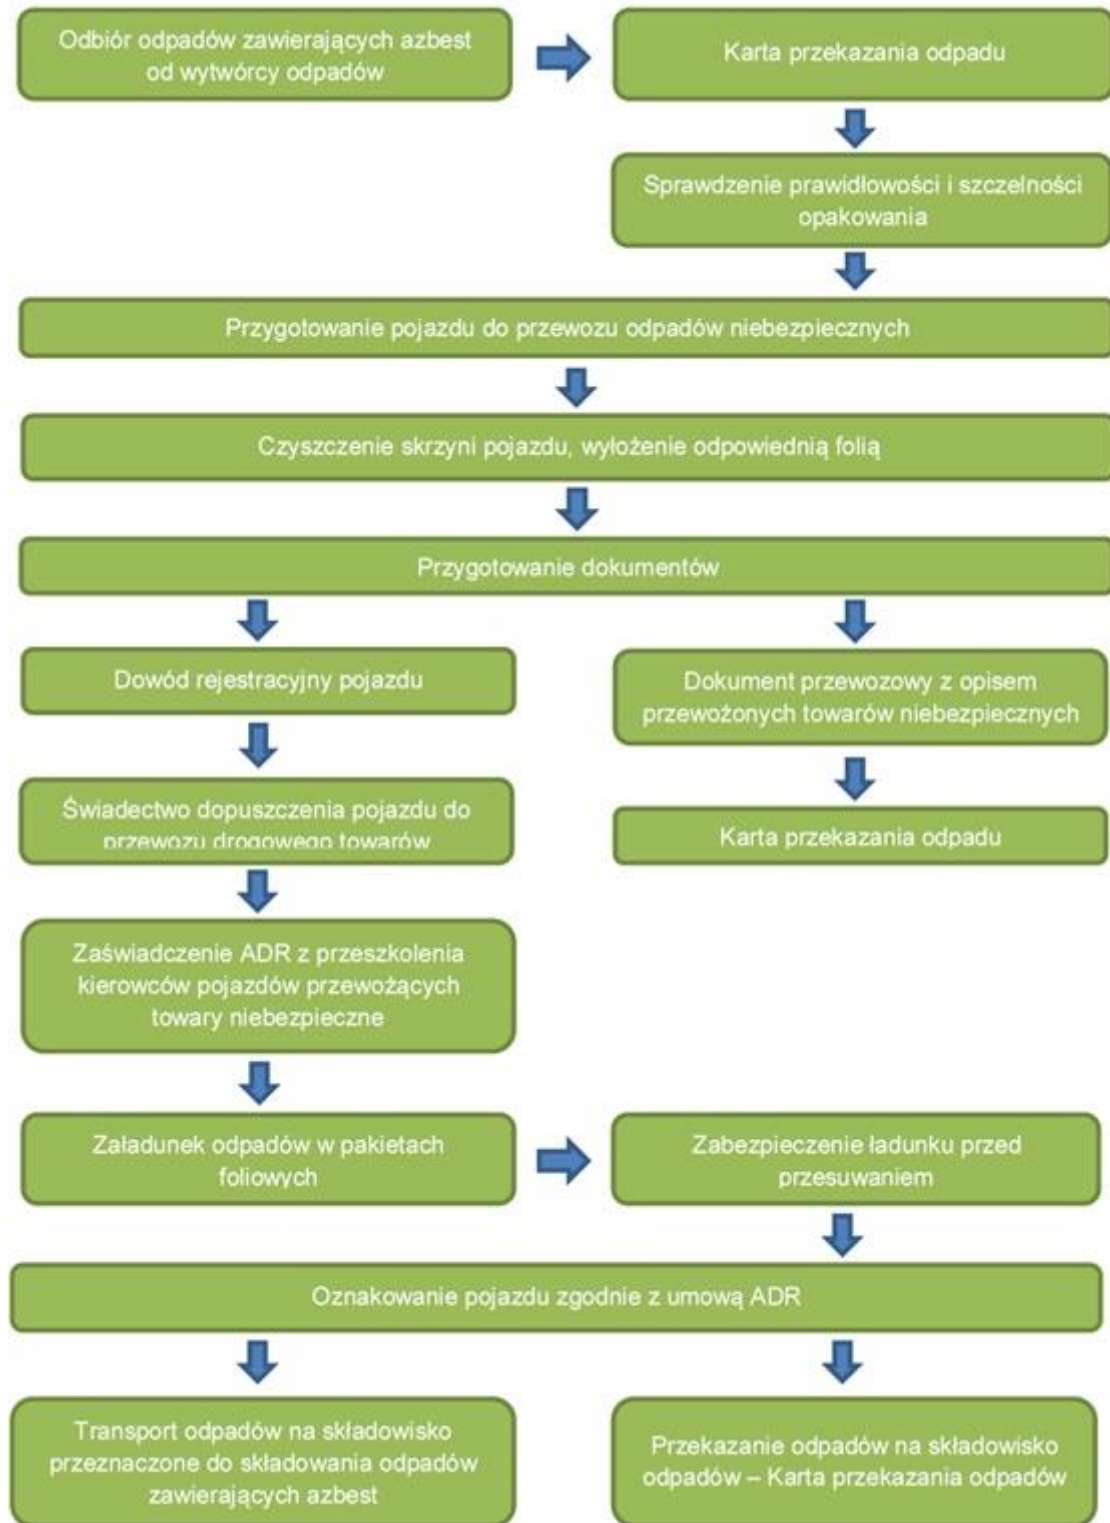 Odbiór odpadów zawierających azbest
od wytwórcy odpadów
Karta przekazania odpadu
Sprawdzenie prawidłowości i szczelności
opakowania
Przygotowanie pojazdu do przewozu odpadów niebezpiecznych
Czyszczenie skrzyni pojazdu, wyłożenie odpowiednią folią
Przygotowanie dokumentów
Dowód rejestracyjny pojazdu
Dokument przewozowy z opisem
przewożonych towarów niebezpiecznych
Świadectwo dopuszczenia pojazdu do
przewozu drogowego towarów
Karta przekazania odpadu
Zaświadczenie ADR z przeszkolenia
kierowców pojazdów przewożących
towary niebezpieczne
Załadunek odpadów w pakietach
foliowych
Zabezpieczenie ładunku przed
przesuwaniem
Oznakowanie pojazdu zgodnie z umową ADR
Transport odpadów na składowisko
przeznaczone do składowania odpadów
zawierających azbest
Przekazanie odpadów na składowisko
odpadów – Karta przekazania odpadów